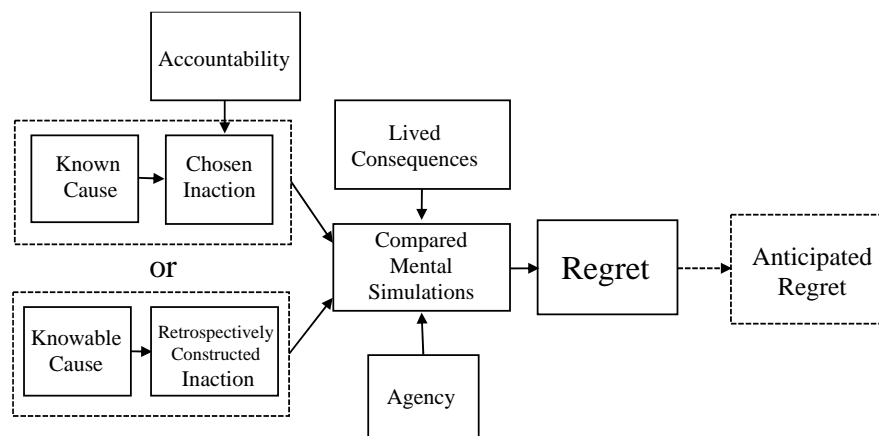 Accountability
Lived
Consequences
Known
Cause
Chosen
Inaction
Compared
Mental
Simulations
Regret
Anticipated
Regret
or
Knowable
Cause
Retrospectively
Constructed
Inaction
Agency